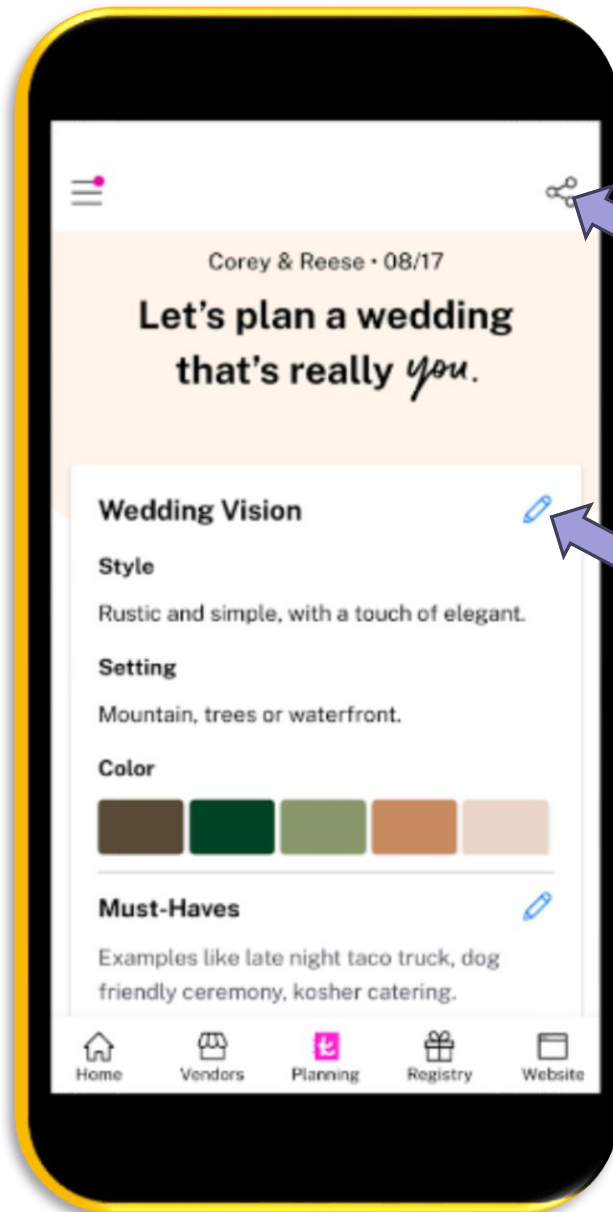 Corey & Reese • 08/17
Let's plan a wedding
that's really you.
Wedding Vision
Style
Rustic and simple, with a touch of elegant.
Setting
Mountain, trees or waterfront.
Color
Must-Haves
Examples like late night taco truck, dog
friendly ceremony, kosher catering.
Home Vendors Planning Registry Website